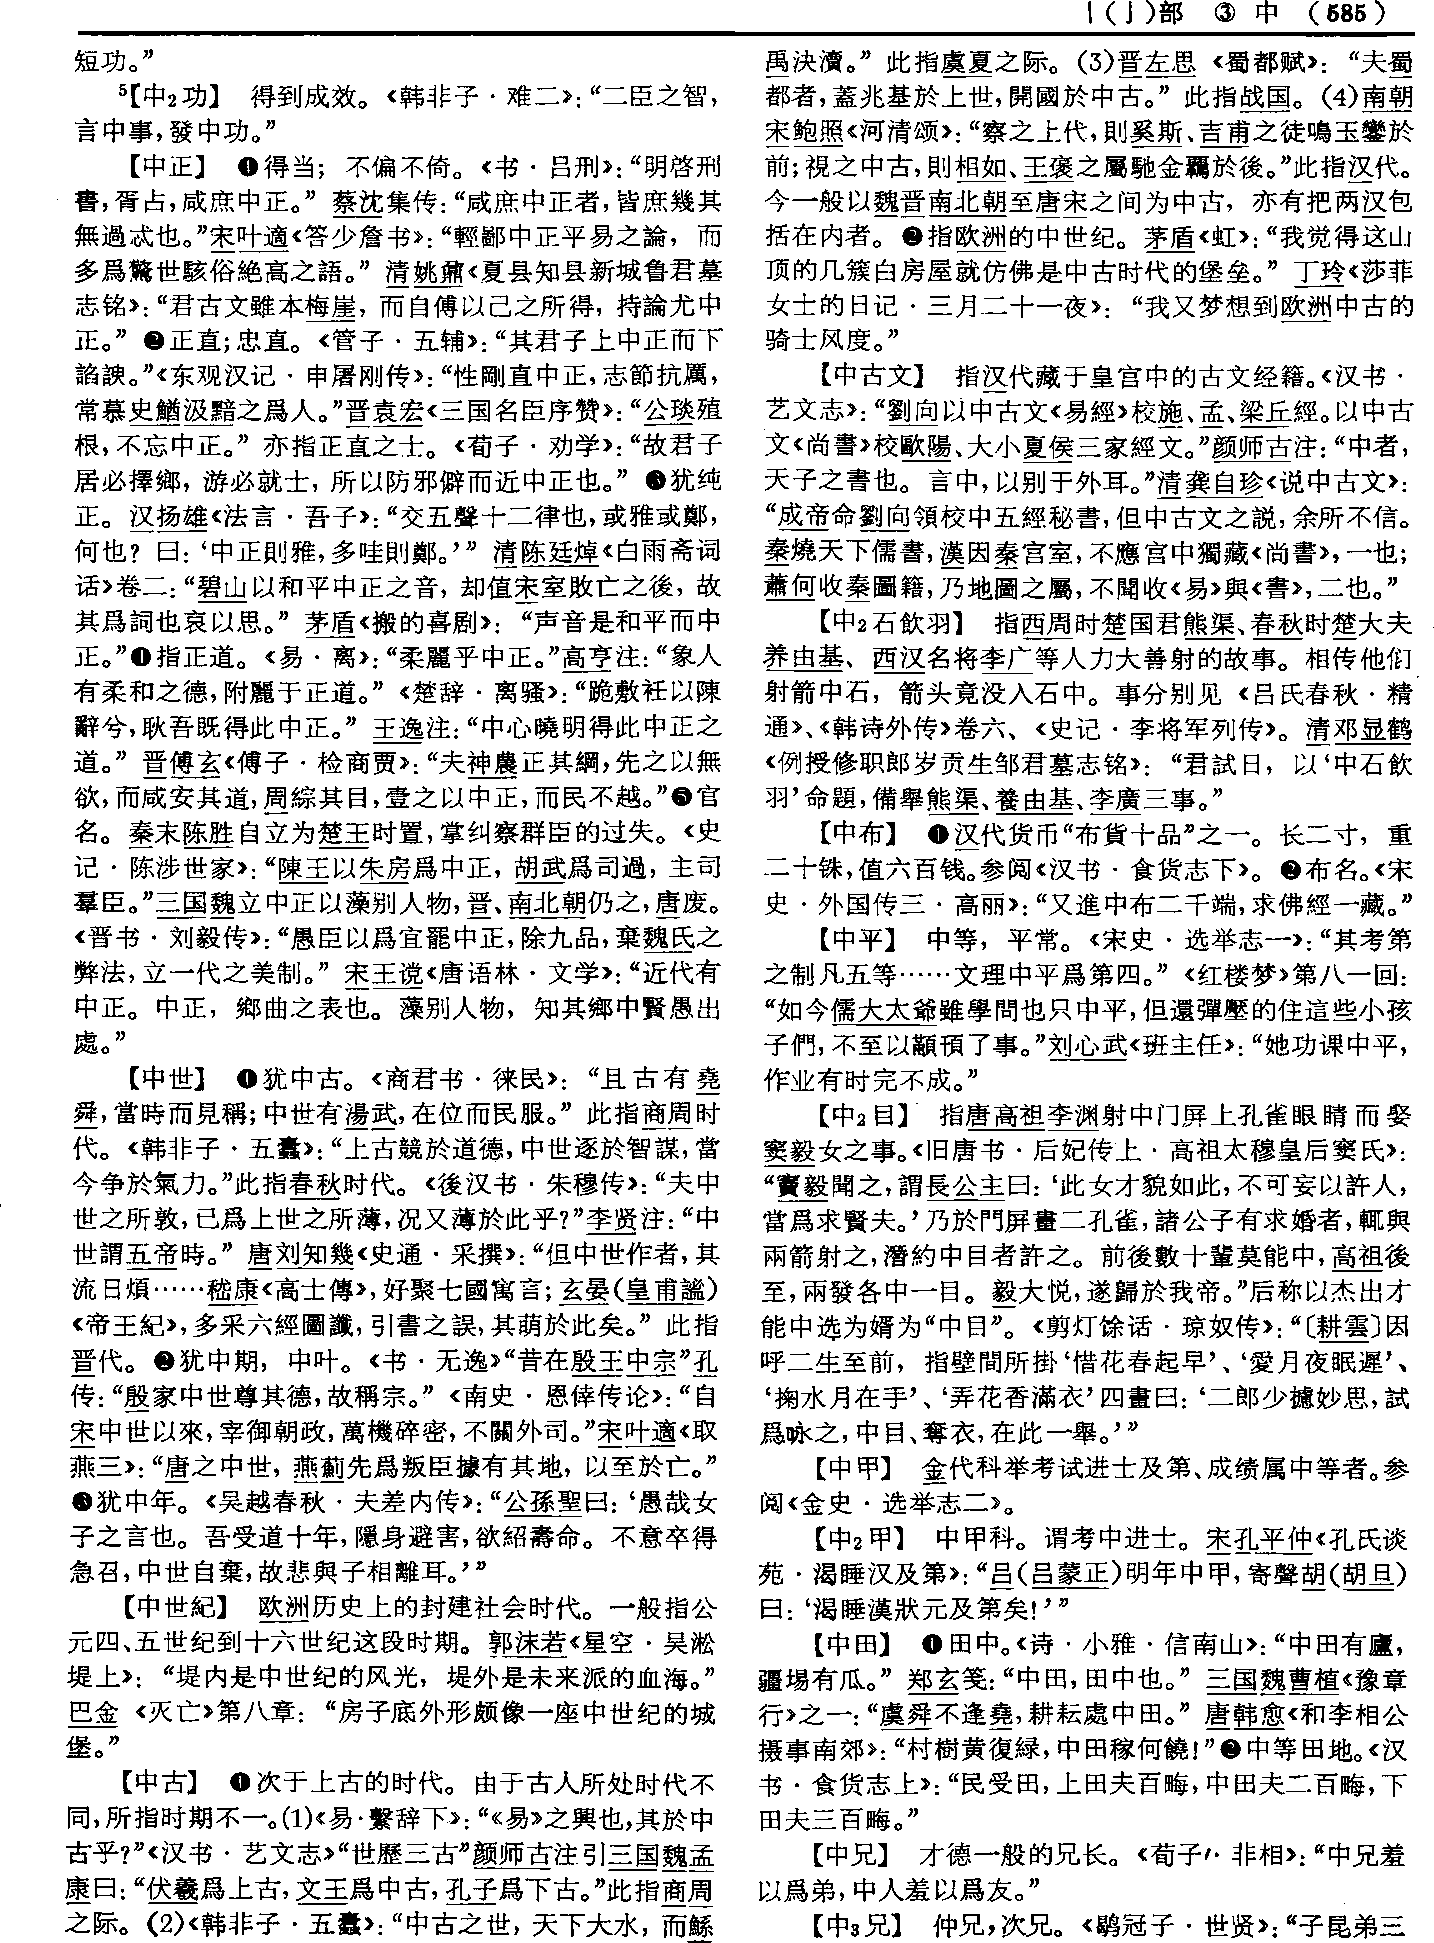 丨(亅)部 ③ 中 (585)
短功。”
⁵【中₂功】 得到成效。《韩非子·难二》：“二臣之智，
言中事，發中功。”
【中正】 ❶得当；不偏不倚。《书·吕刑》：“明啓刑
書，胥占，咸庶中正。” 蔡沈集传：“咸庶中正者，皆庶幾其
無過忒也。”宋叶適《答少詹书》：“輕鄙中正平易之論，而
多爲驚世駭俗絶高之語。” 清姚鼐《夏县知县新城鲁君墓
志铭》：“君古文雖本梅崖，而自傅以己之所得，持論尤中
正。” ❷正直；忠直。《管子·五辅》：“其君子上中正而下
諂諛。”《东观汉记·申屠刚传》：“性剛直中正，志節抗厲，
常慕史鰌汲黯之爲人。”晋袁宏《三国名臣序赞》：“公琰殖
根，不忘中正。” 亦指正直之士。《荀子·劝学》：“故君子
居必擇鄉，游必就士，所以防邪僻而近中正也。” ❸犹纯
正。汉扬雄《法言·吾子》：“交五聲十二律也，或雅或鄭，
何也？曰：‘中正則雅，多哇則鄭。’” 清陈廷焯《白雨斋词
话》卷二：“碧山以和平中正之音，却值宋室敗亡之後，故
其爲詞也哀以思。” 茅盾《搬的喜剧》：“声音是和平而中
正。”❹指正道。《易·离》：“柔麗乎中正。”高亨注：“象人
有柔和之德，附麗于正道。” 《楚辞·离骚》：“跪敷衽以陳
辭兮，耿吾既得此中正。” 王逸注：“中心曉明得此中正之
道。” 晋傅玄《傅子·检商贾》：“夫神農正其綱，先之以無
欲，而咸安其道，周綜其目，壹之以中正，而民不越。”❺官
名。秦末陈胜自立为楚王时置，掌纠察群臣的过失。《史
记·陈涉世家》：“陳王以朱房爲中正，胡武爲司過，主司
羣臣。”三国魏立中正以藻别人物，晋、南北朝仍之，唐废。
《晋书·刘毅传》：“愚臣以爲宜罷中正，除九品，棄魏氏之
弊法，立一代之美制。” 宋王谠《唐语林·文学》：“近代有
中正。中正，鄉曲之表也。藻别人物，知其鄉中賢愚出
處。”
【中世】 ❶犹中古。《商君书·徕民》：“且古有堯
舜，當時而見稱；中世有湯武，在位而民服。” 此指商周时
代。《韩非子·五蠹》：“上古競於道德，中世逐於智謀，當
今争於氣力。”此指春秋时代。《後汉书·朱穆传》：“夫中
世之所敦，已爲上世之所薄，况又薄於此乎？”李贤注：“中
世謂五帝時。” 唐刘知幾《史通·采撰》：“但中世作者，其
流日煩……嵇康《高士傳》，好聚七國寓言；玄晏（皇甫謐）
《帝王紀》，多采六經圖讖，引書之誤，其萌於此矣。” 此指
晋代。❷犹中期，中叶。《书·无逸》“昔在殷王中宗”孔
传：“殷家中世尊其德，故稱宗。” 《南史·恩倖传论》：“自
宋中世以來，宰御朝政，萬機碎密，不關外司。”宋叶適《取
燕三》：“唐之中世，燕薊先爲叛臣據有其地，以至於亡。”
❸犹中年。《吴越春秋·夫差内传》：“公孫聖曰：‘愚哉女
子之言也。吾受道十年，隱身避害，欲紹壽命。不意卒得
急召，中世自棄，故悲與子相離耳。’”
【中世紀】 欧洲历史上的封建社会时代。一般指公
元四、五世纪到十六世纪这段时期。郭沫若《星空·吴淞
堤上》：“堤内是中世纪的风光，堤外是未来派的血海。”
巴金《灭亡》第八章：“房子底外形颇像一座中世纪的城
堡。”
【中古】 ❶次于上古的时代。由于古人所处时代不
同，所指时期不一。(1)《易·繫辞下》：“《易》之興也，其於中
古乎？”《汉书·艺文志》“世歷三古”颜师古注引三国魏孟
康曰：“伏羲爲上古，文王爲中古，孔子爲下古。”此指商周
之际。(2)《韩非子·五蠹》：“中古之世，天下大水，而鯀
禹決瀆。” 此指虞夏之际。(3)晋左思《蜀都赋》：“夫蜀
都者，蓋兆基於上世，開國於中古。” 此指战国。(4)南朝
宋鲍照《河清颂》：“察之上代，則奚斯、吉甫之徒鳴玉鑾於
前；視之中古，則相如、王褒之屬馳金羈於後。”此指汉代。
今一般以魏晋南北朝至唐宋之间为中古，亦有把两汉包
括在内者。❷指欧洲的中世纪。茅盾《虹》：“我觉得这山
顶的几簇白房屋就仿佛是中古时代的堡垒。” 丁玲《莎菲
女士的日记·三月二十一夜》：“我又梦想到欧洲中古的
骑士风度。”
【中古文】 指汉代藏于皇宫中的古文经籍。《汉书·
艺文志》：“劉向以中古文《易經》校施、孟、梁丘經。以中古
文《尚書》校歐陽、大小夏侯三家經文。”颜师古注：“中者，
天子之書也。言中，以别于外耳。”清龚自珍《说中古文》：
“成帝命劉向領校中五經秘書，但中古文之説，余所不信。
秦燒天下儒書，漢因秦宫室，不應宫中獨藏《尚書》，一也；
蕭何收秦圖籍，乃地圖之屬，不聞收《易》與《書》，二也。”
【中₂石飲羽】 指西周时楚国君熊渠、春秋时楚大夫
养由基、西汉名将李广等人力大善射的故事。相传他们
射箭中石，箭头竟没入石中。事分别见《吕氏春秋·精
通》、《韩诗外传》卷六、《史记·李将军列传》。清邓显鹤
《例授修职郎岁贡生邹君墓志铭》：“君試日，以‘中石飲
羽’命題，備舉熊渠、養由基、李廣三事。”
【中布】 ❶汉代货币“布貨十品”之一。长二寸，重
二十铢，值六百钱。参阅《汉书·食货志下》。❷布名。《宋
史·外国传三·高丽》：“又進中布二千端，求佛經一藏。”
【中平】 中等，平常。《宋史·选举志一》：“其考第
之制凡五等……文理中平爲第四。” 《红楼梦》第八一回：
“如今儒大太爺雖學問也只中平，但還彈壓的住這些小孩
子們，不至以顢頇了事。”刘心武《班主任》：“她功课中平，
作业有时完不成。”
【中₂目】 指唐高祖李渊射中门屏上孔雀眼睛而娶
窦毅女之事。《旧唐书·后妃传上·高祖太穆皇后窦氏》：
“竇毅聞之，謂長公主曰：‘此女才貌如此，不可妄以許人，
當爲求賢夫。’乃於門屏畫二孔雀，諸公子有求婚者，輒與
兩箭射之，潛約中目者許之。前後數十輩莫能中，高祖後
至，兩發各中一目。毅大悦，遂歸於我帝。”后称以杰出才
能中选为婿为“中目”。《剪灯馀话·琼奴传》：“〔耕雲〕因
呼二生至前，指壁間所掛‘惜花春起早’、‘愛月夜眠遲’、
‘掬水月在手’、‘弄花香滿衣’四畫曰：‘二郎少攄妙思，試
爲咏之，中目、奪衣，在此一舉。’”
【中甲】 金代科举考试进士及第、成绩属中等者。参
阅《金史·选举志二》。
【中₂甲】 中甲科。谓考中进士。宋孔平仲《孔氏谈
苑·渴睡汉及第》：“吕（吕蒙正）明年中甲，寄聲胡（胡旦）
曰：‘渴睡漢狀元及第矣！’”
【中田】 ❶田中。《诗·小雅·信南山》：“中田有廬，
疆埸有瓜。” 郑玄笺：“中田，田中也。” 三国魏曹植《豫章
行》之一：“虞舜不逢堯，耕耘處中田。” 唐韩愈《和李相公
摄事南郊》：“村樹黄復緑，中田稼何饒！”❷中等田地。《汉
书·食货志上》：“民受田，上田夫百畮，中田夫二百畮，下
田夫三百畮。”
【中兄】 才德一般的兄长。《荀子·非相》：“中兄羞
以爲弟，中人羞以爲友。”
【中₃兄】 仲兄，次兄。《鹖冠子·世贤》：“子昆弟三